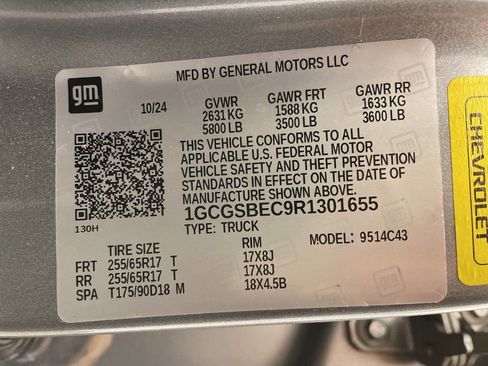 MFD BY GENERAL MOTORS LLC
gm
10/24
GVWR GAWR FRT GAWR RR
2631 KG 1588 KG 1633 KG
5800 LB 3500 LB 3600 LB
THIS VEHICLE CONFORMS TO ALL
APPLICABLE U.S. FEDERAL MOTOR
VEHICLE SAFETY AND THEFT PREVENTION
STANDARDS IN EFFECT ON THE DATE OF
MANUFACTURE SHOWN ABOVE.
1GCGSBEC9R1301655
130H
TYPE: TRUCK
MODEL: 9514C43
TIRE SIZE RIM
FRT 255/65R17 T 17X8J
RR 255/65R17 T 17X8J
SPA T175/90D18 M 18X4.5B
CHEVROLET